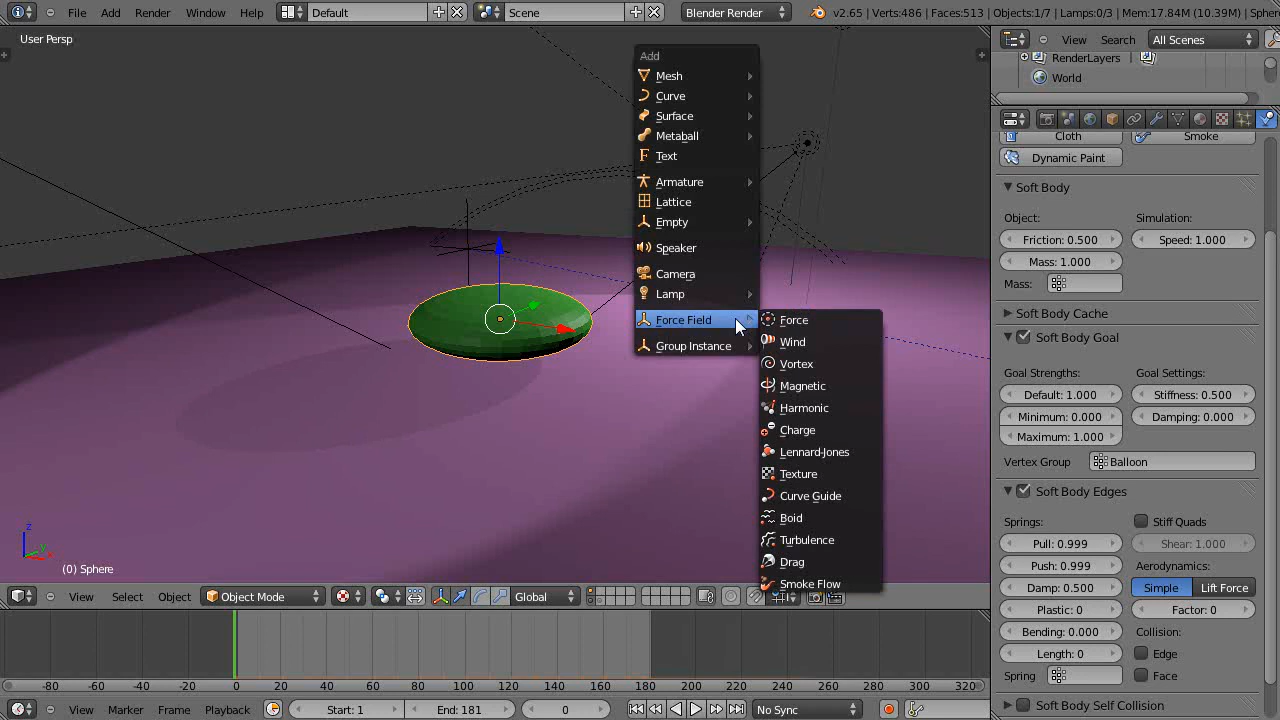 File Add Render Window Help Default Scene Blender Render v2.65 | Verts:486 | Faces:513 | Objects:1/7 | Lamps:0/3 | Mem:17.84M (10.39M) | Sphere
User Persp
View Search All Scenes
RenderLayers
World
Add
Mesh
Curve
Surface
Metaball
Text
Armature
Lattice
Empty
Speaker
Camera
Lamp
Force Field
Group Instance
Force
Wind
Vortex
Magnetic
Harmonic
Charge
Lennard-Jones
Texture
Curve Guide
Boid
Turbulence
Drag
Smoke Flow
Cloth Smoke
Dynamic Paint
Soft Body
Object: Simulation:
Friction: 0.500 Speed: 1.000
Mass: 1.000
Mass:
Soft Body Cache
Soft Body Goal
Goal Strengths: Goal Settings:
Default: 1.000 Stiffness: 0.500
Minimum: 0.000 Damping: 0.000
Maximum: 1.000
Vertex Group Balloon
Soft Body Edges
Springs: Stiff Quads
Pull: 0.999 Shear: 1.000
Push: 0.999 Aerodynamics:
Damp: 0.500 Simple Lift Force
Plastic: 0 Factor: 0
Bending: 0.000 Collision:
Length: 0 Edge
Spring Face
Soft Body Self Collision
z
y
x
(0) Sphere
View Select Object Object Mode Global
-80 -60 -40 -20 0 20 40 60 80 100 120 140 160 180 200 220 240 260 280 300 320
View Marker Frame Playback Start: 1 End: 181 0 No Sync